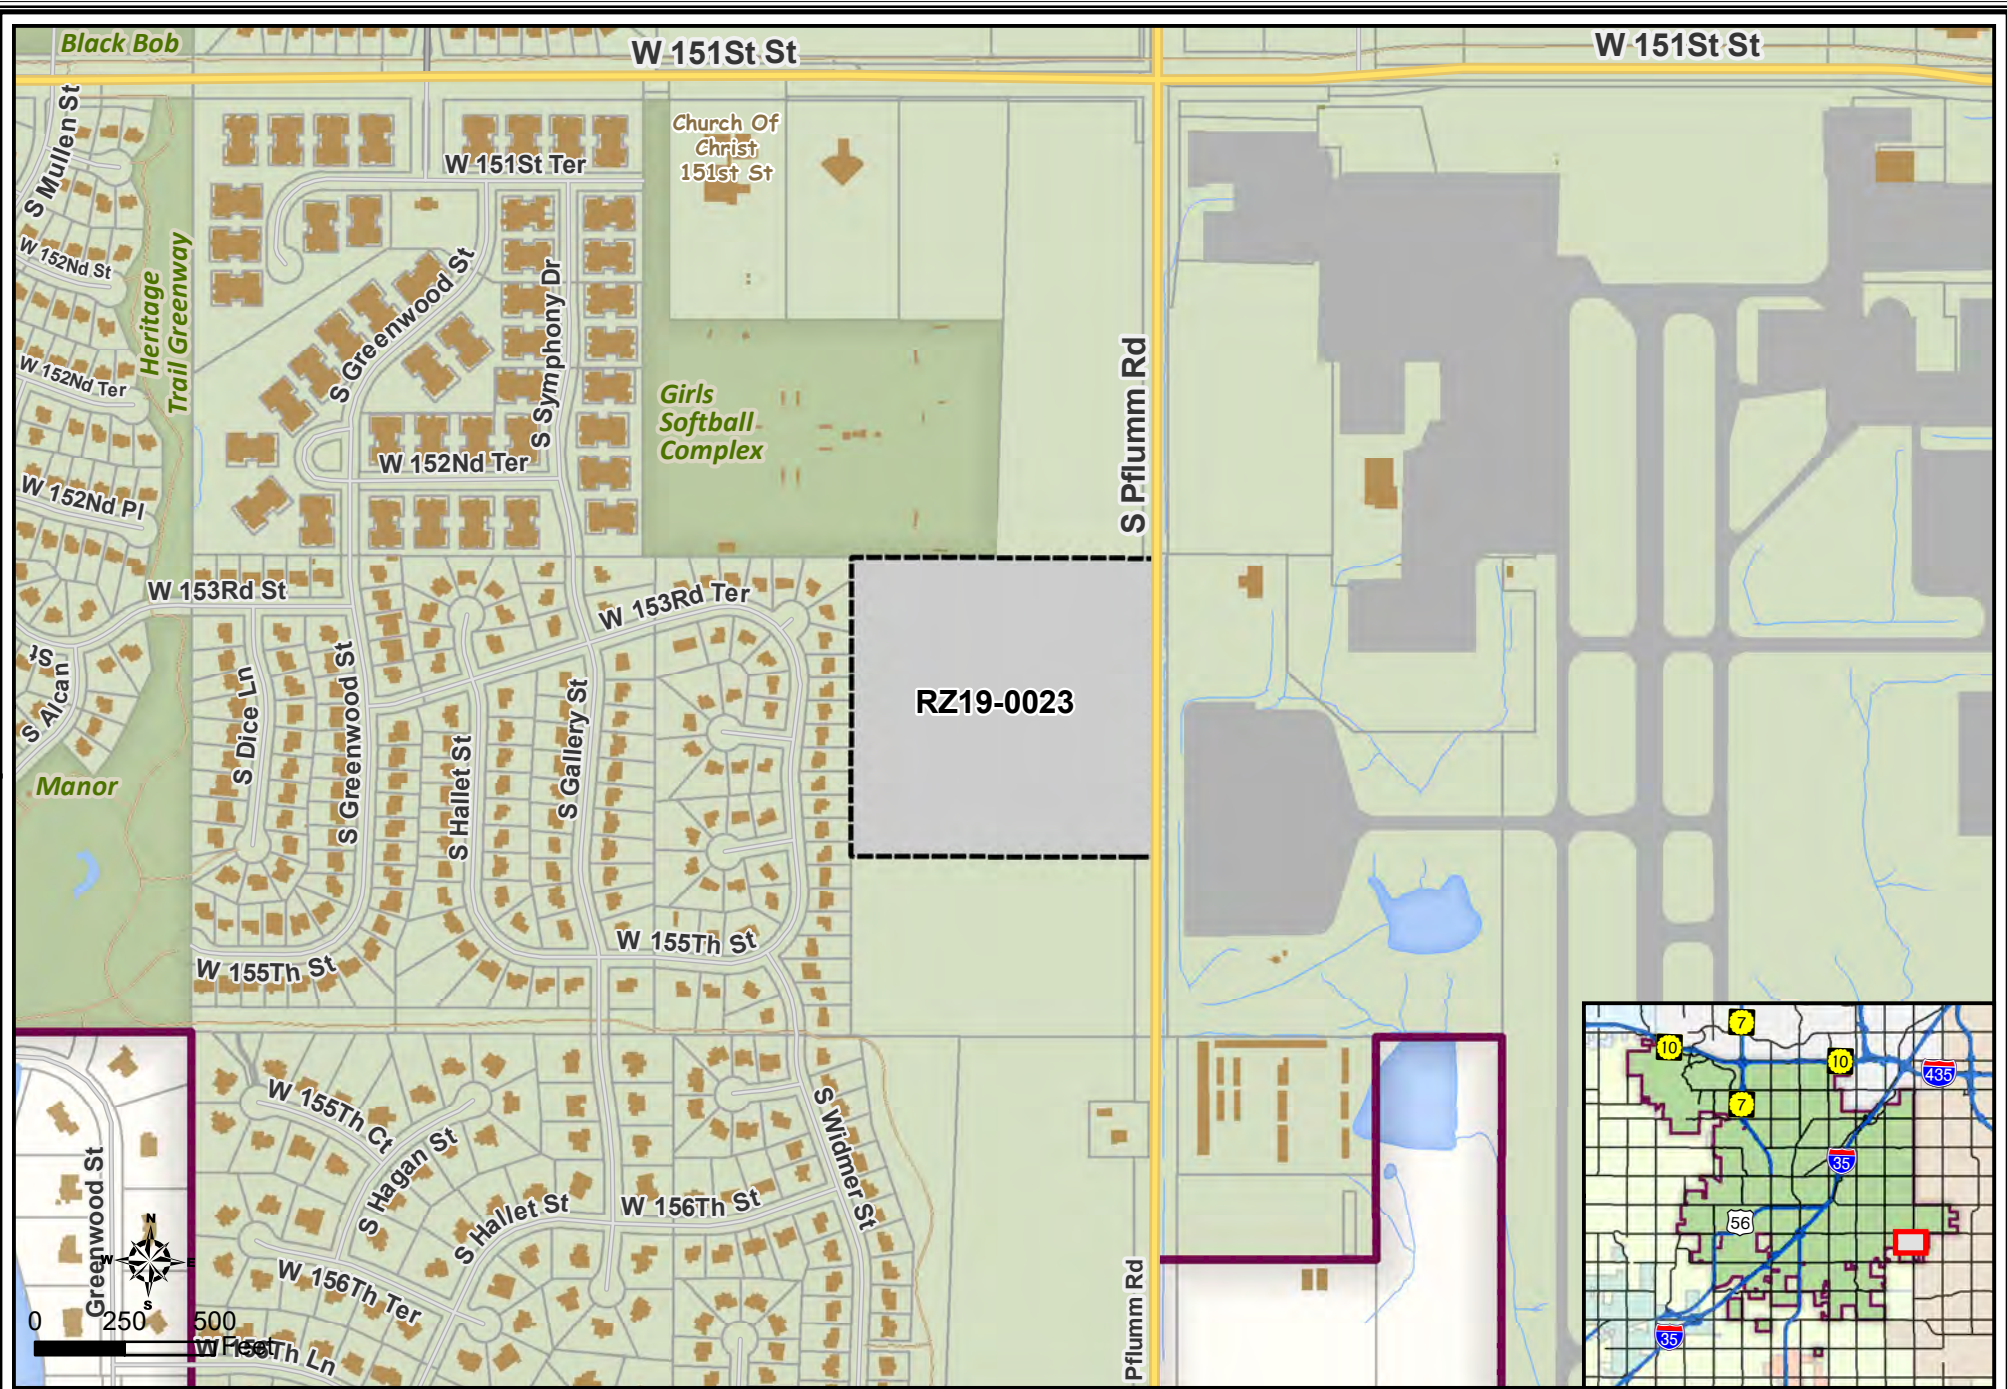 Black Bob
W 151St St
W 151St St
S Mullen St
Church Of
Christ
151st St
W 151St Ter
W 152Nd St
Heritage
Trail Greenway
S Greenwood St
S Symphony Dr
W 152Nd Ter
Girls
Softball
Complex
S Pflumm Rd
W 152Nd Ter
W 152Nd Pl
W 153Rd St
W 153Rd Ter
St
S Alcan
S Dice Ln
S Greenwood St
S Hallet St
S Gallery St
RZ19-0023
Manor
W 155Th St
W 155Th St
W 155Th Ct
S Hagan St
S Hallet St
W 156Th St
S Widmer St
W 156Th Ter
Greenwood St
Pflumm Rd
N
W
E
S
0 250 500
Feet
W 156Th Ln
7
10
10
435
7
35
56
35